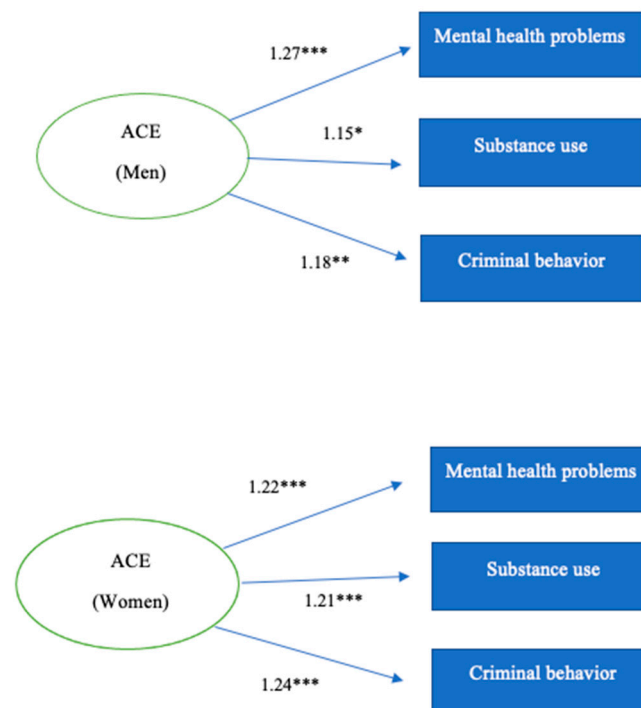 Mental health problems
1.27***
ACE
(Men)
1.15*
Substance use
1.18**
Criminal behavior
Mental health problems
1.22***
ACE
(Women)
Substance use
1.21***
Criminal behavior
1.24***